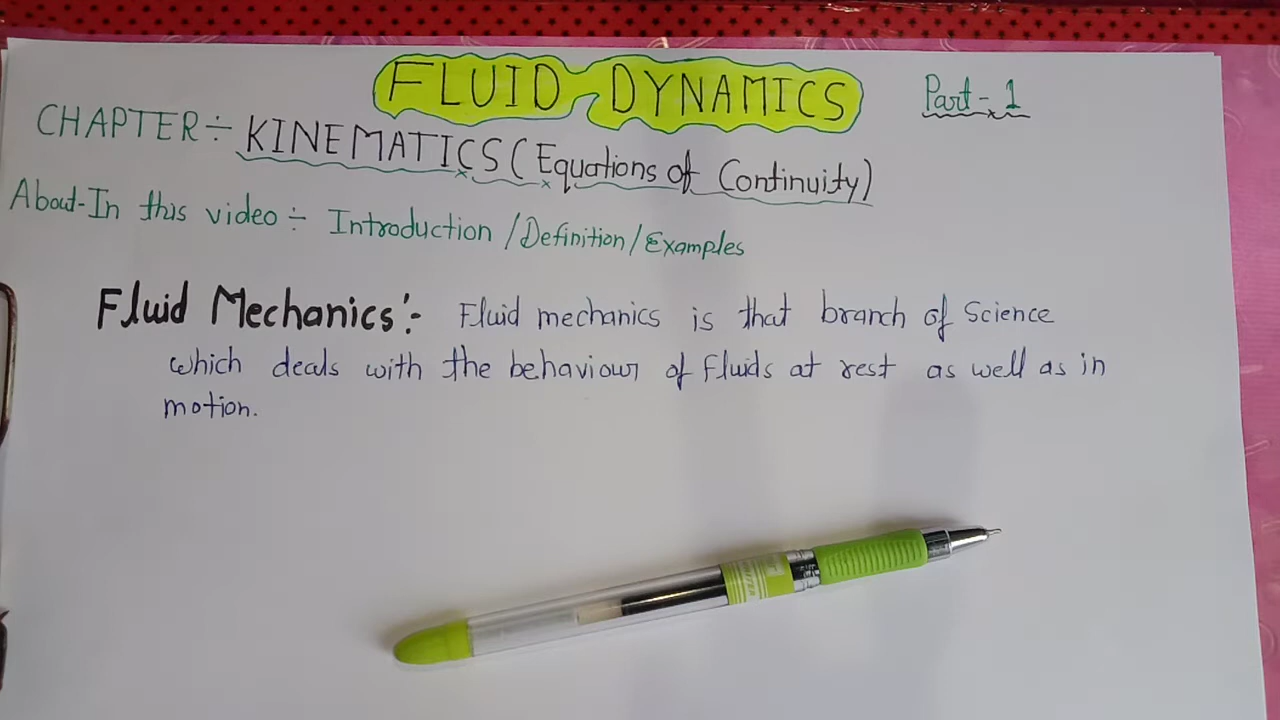 FLUID DYNAMICS
Part-1
CHAPTER÷ KINEMATICS (Equations of Continuity)
About-In this video÷ Introduction /Definition/Examples
Fluid Mechanics:- Fluid mechanics is that branch of Science
which deals with the behaviour of fluids at rest as well as in
motion.